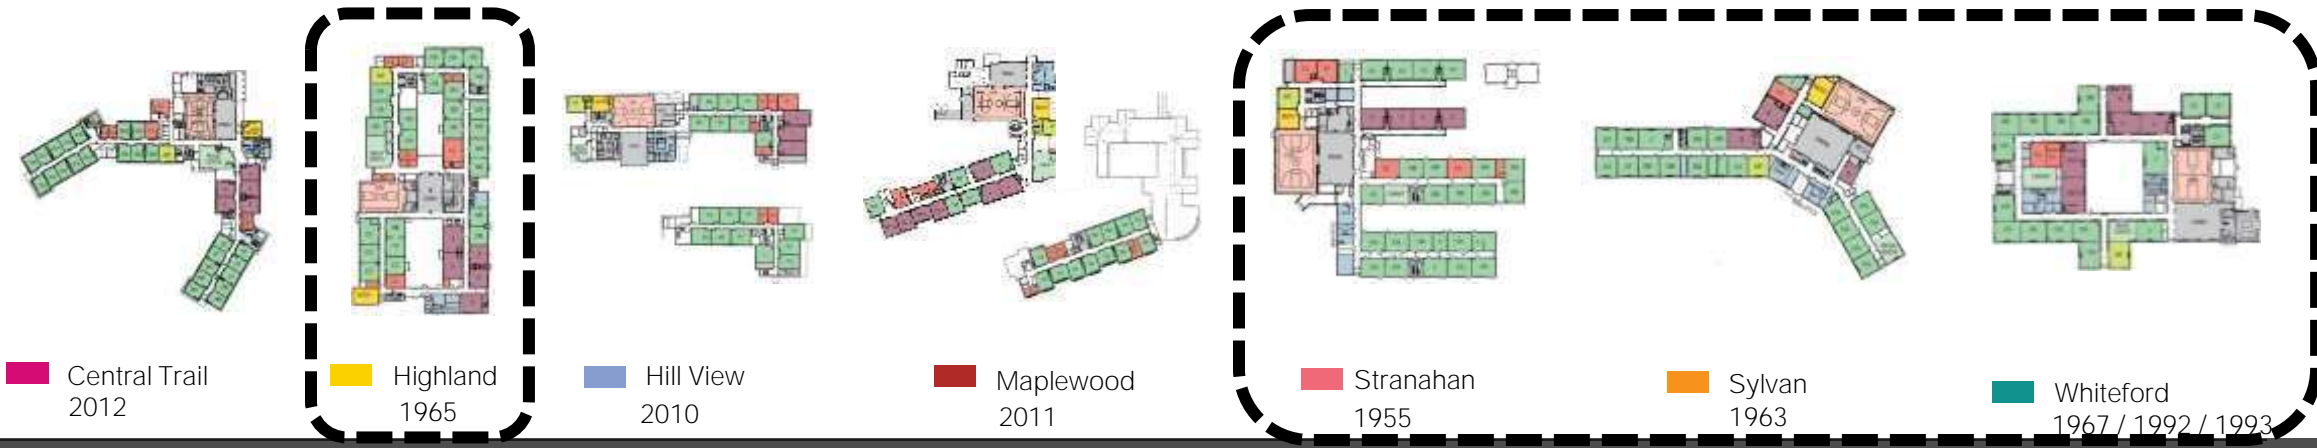 Central Trail
2012
Highland
1965
Hill View
2010
Maplewood
2011
Stranahan
1955
Sylvan
1963
Whiteford
1967 / 1992 / 1993